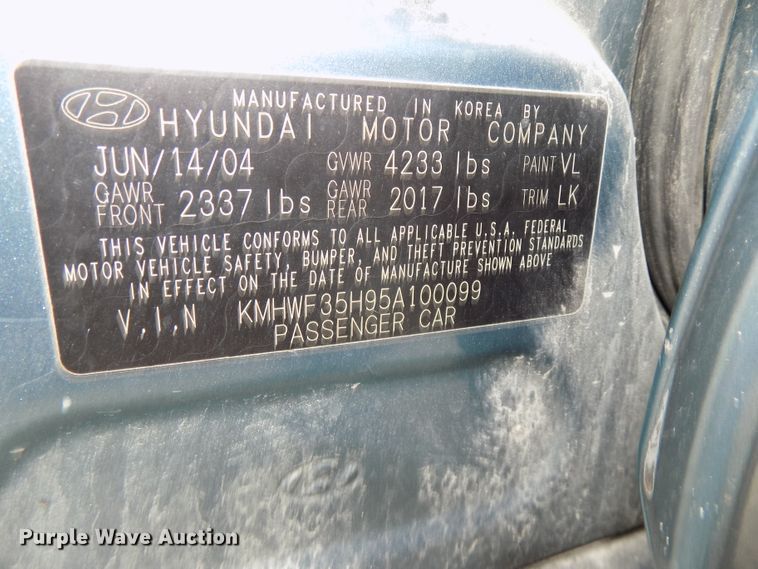 MANUFACTURED IN KOREA BY
HYUNDAI MOTOR COMPANY
JUN/14/04 GVWR 4233 lbs PAINT VL
GAWR FRONT 2337 lbs GAWR REAR 2017 lbs TRIM LK
THIS VEHICLE CONFORMS TO ALL APPLICABLE U.S.A. FEDERAL
MOTOR VEHICLE SAFETY, BUMPER, AND THEFT PREVENTION STANDARDS
IN EFFECT ON THE DATE OF MANUFACTURE SHOWN ABOVE
V,I,N KMHWF35H95A100099
PASSENGER CAR
Purple Wave Auction